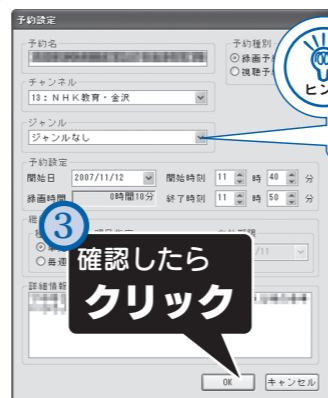 予約設定
予約名
予約種別
録画予
視聴予
ヒン
チャンネル
13：ＮＨＫ教育・金沢
ジャンル
ジャンルなし
予約設定
開始日 2007/11/12 開始時刻 11 時 40 分
録画時間 0時間10分 終了時刻 11 時 50 分
3
確認したら
クリック
毎週
/11
詳細情報
OK キャンセル